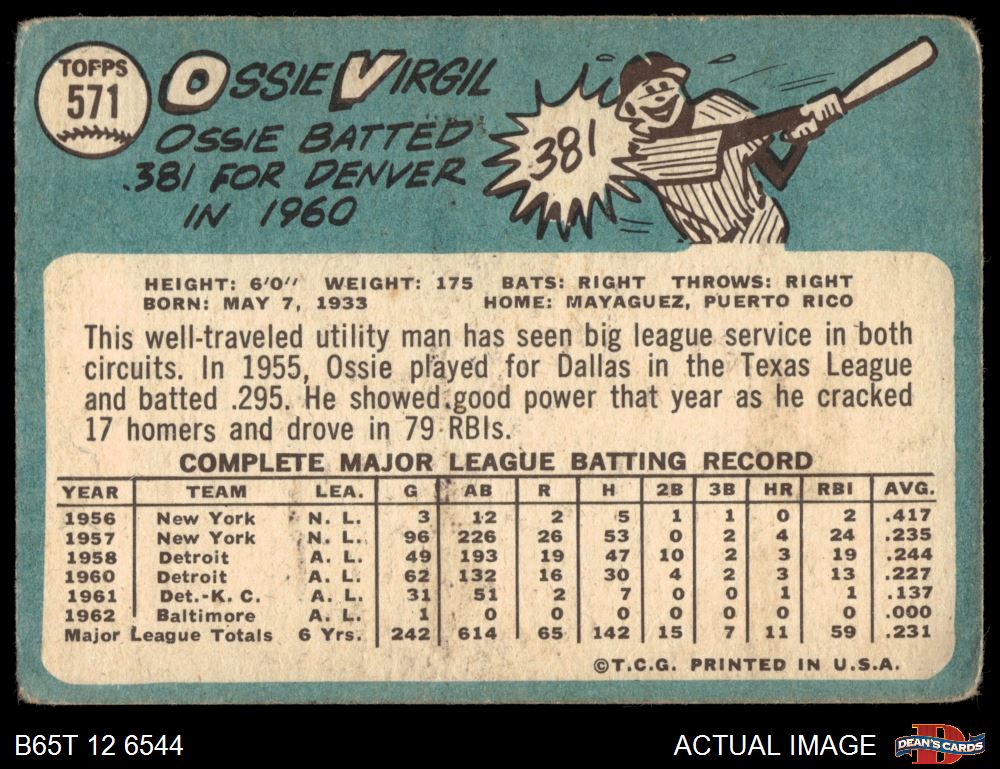 TOPPS
571
OSSIE VIRGIL
OSSIE BATTED
.381 FOR DENVER
IN 1960
381
HEIGHT: 6'0" WEIGHT: 175 BATS: RIGHT THROWS: RIGHT
BORN: MAY 7, 1933 HOME: MAYAGUEZ, PUERTO RICO
This well-traveled utility man has seen big league service in both
circuits. In 1955, Ossie played for Dallas in the Texas League
and batted .295. He showed good power that year as he cracked
17 homers and drove in 79 RBIs.
COMPLETE MAJOR LEAGUE BATTING RECORD
YEAR TEAM LEA. G AB R H 2B 3B HR RBI AVG.
1956 New York N. L. 3 12 2 5 1 1 0 2 .417
1957 New York N. L. 96 226 26 53 0 2 4 24 .235
1958 Detroit A. L. 49 193 19 47 10 2 3 19 .244
1960 Detroit A. L. 62 132 16 30 4 2 3 13 .227
1961 Det.-K. C. A. L. 31 51 2 7 0 0 1 1 .137
1962 Baltimore A. L. 1 0 0 0 0 0 0 0 .000
Major League Totals 6 Yrs. 242 614 65 142 15 7 11 59 .231
©T.C.G. PRINTED IN U.S.A.
B65T 12 6544
ACTUAL IMAGE
D
DEAN'S CARDS